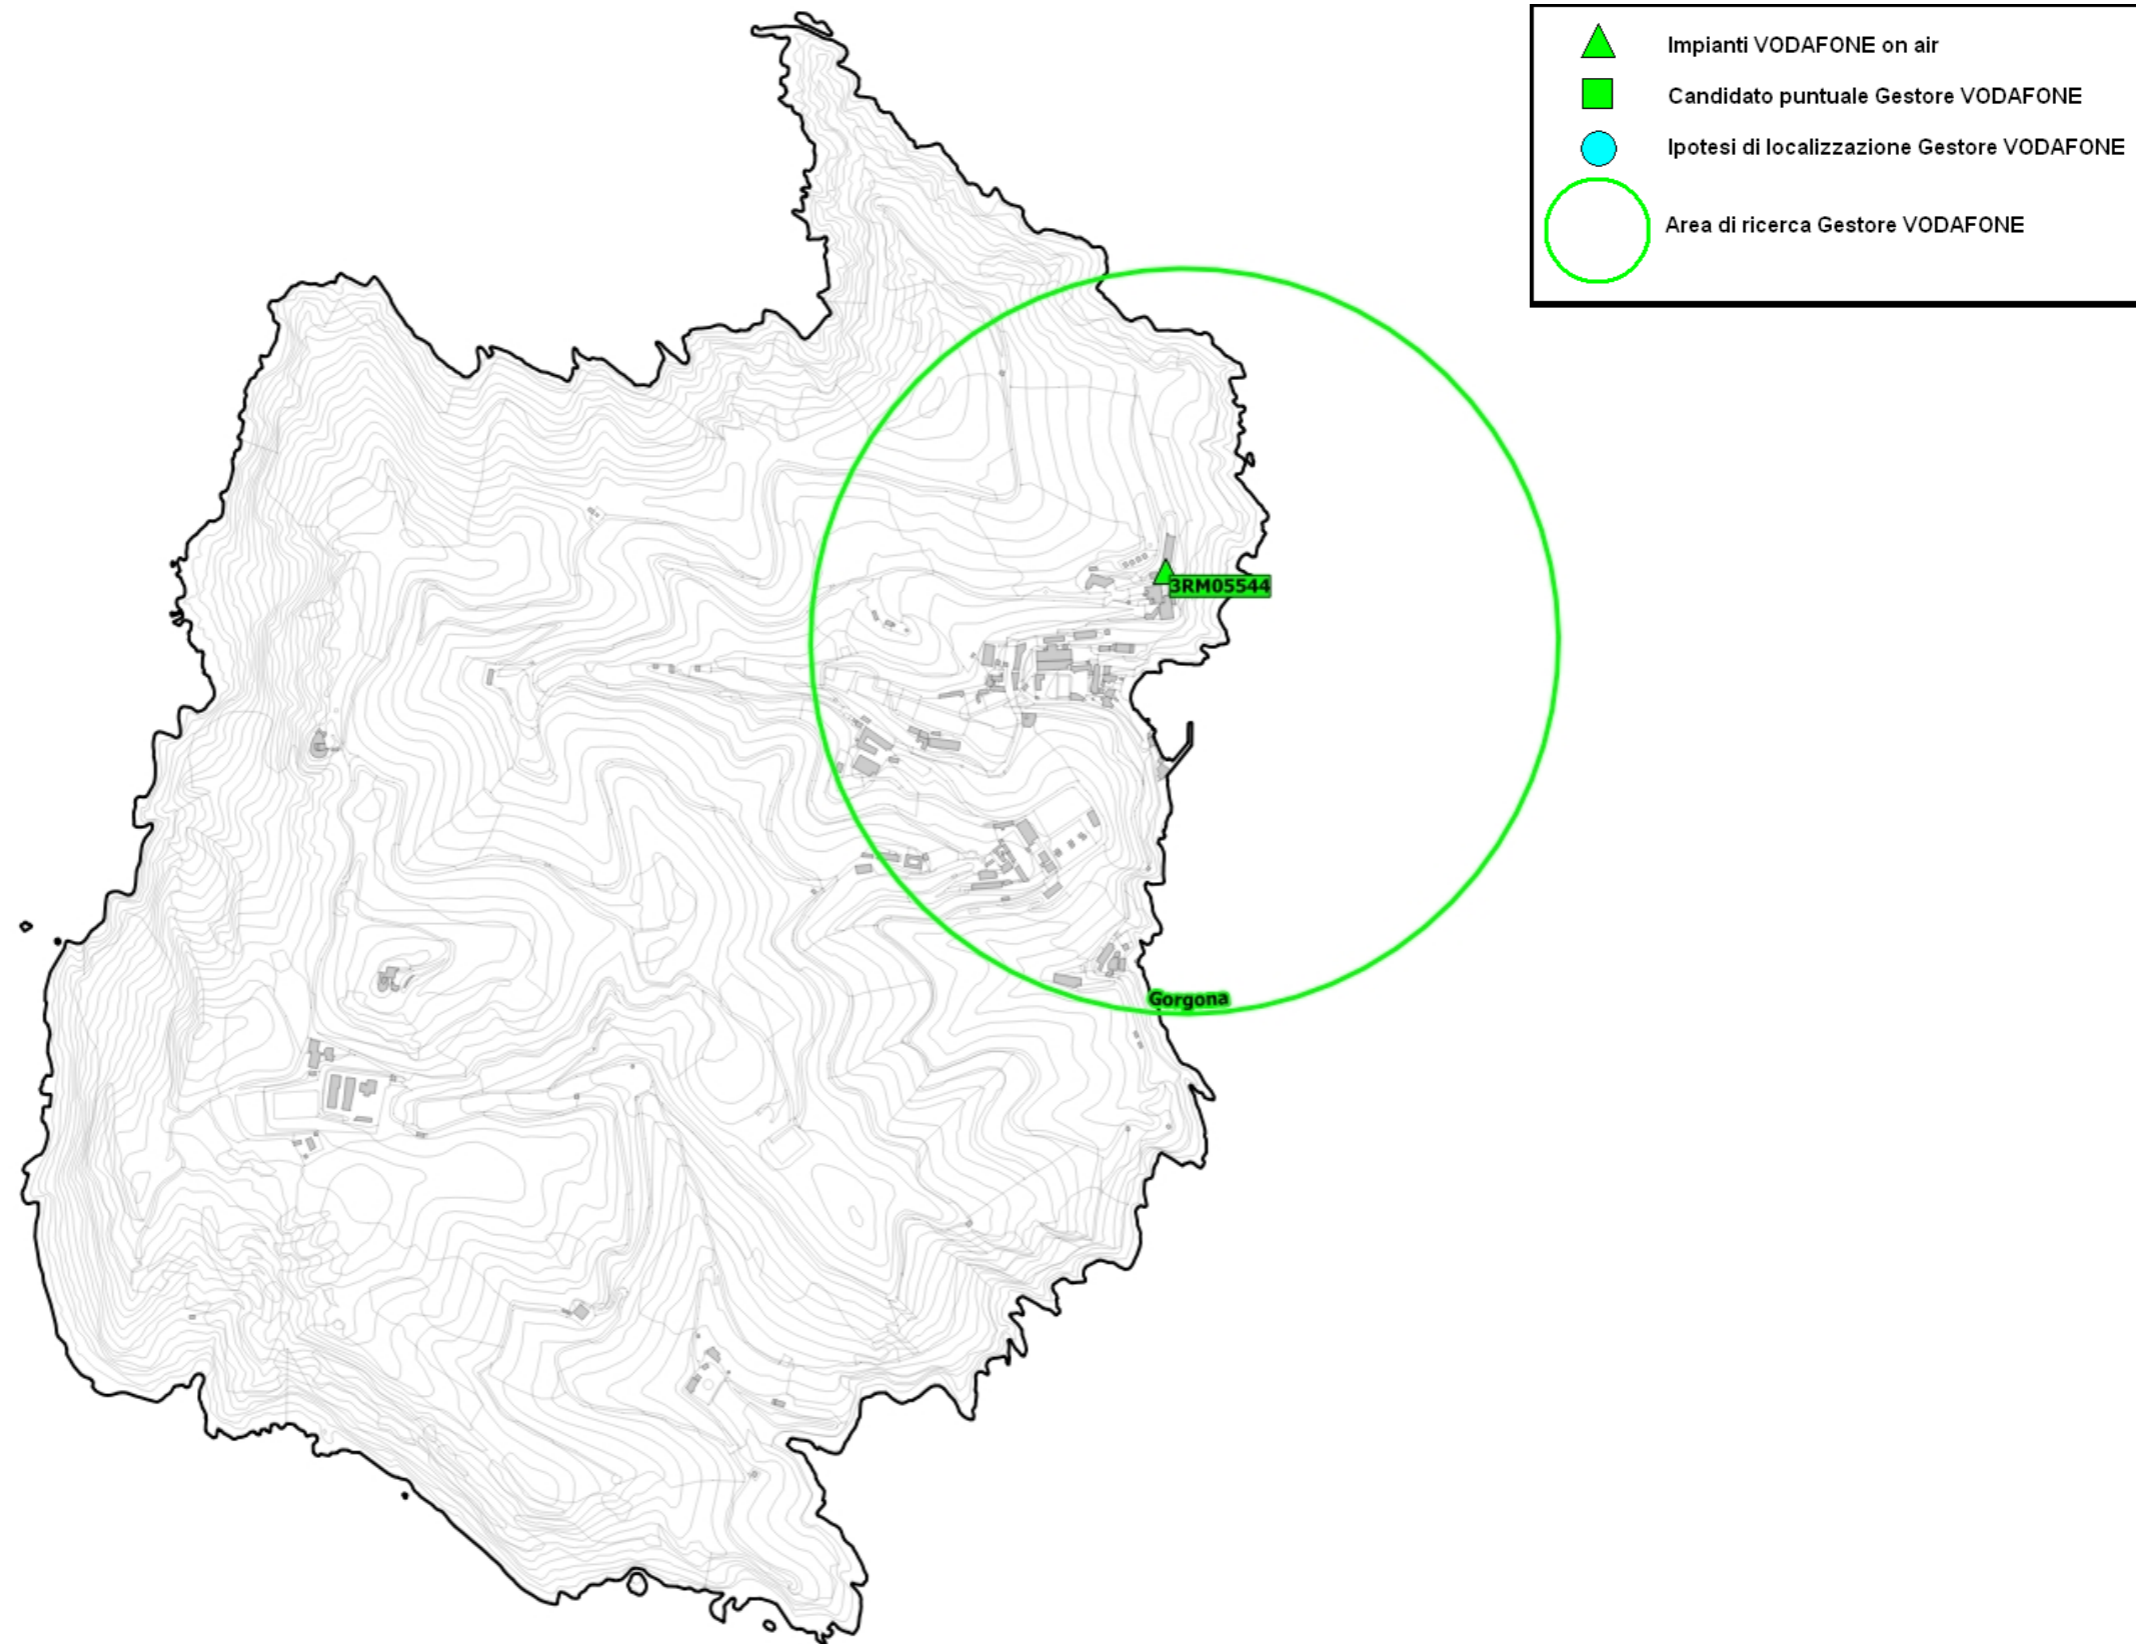 Impianti VODAFONE on air
Candidato puntuale Gestore VODAFONE
Ipotesi di localizzazione Gestore VODAFONE
Area di ricerca Gestore VODAFONE
3RM05544
Gorgona